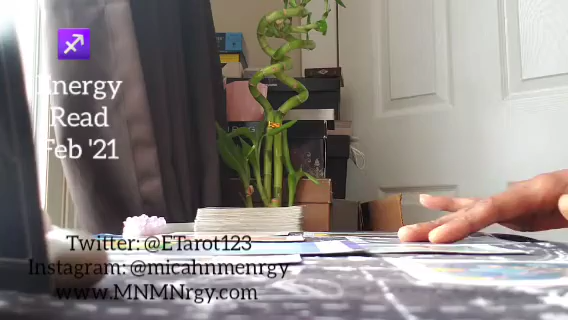 ♐
Energy
Read
Feb '21
Twitter: @ETarot123
Instagram: @micahnmenrgy
www.MNMNrgy.com